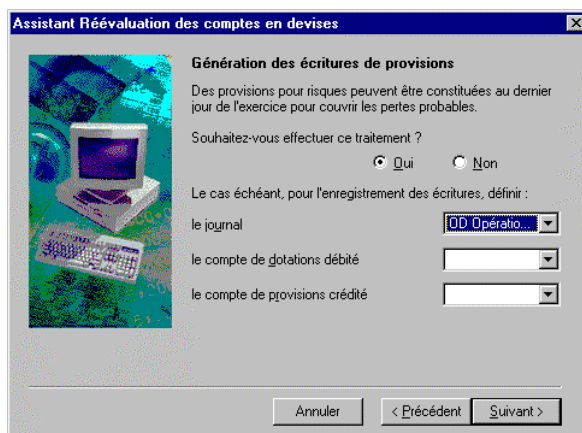 Assistant Réévaluation des comptes en devises
Génération des écritures de provisions
Des provisions pour risques peuvent être constituées au dernier
jour de l'exercice pour couvrir les pertes probables.
Souhaitez-vous effectuer ce traitement ?
Oui Non
Le cas échéant, pour l'enregistrement des écritures, définir :
le journal OD Opératio...
le compte de dotations débité
le compte de provisions crédité
Annuler < Précédent Suivant >